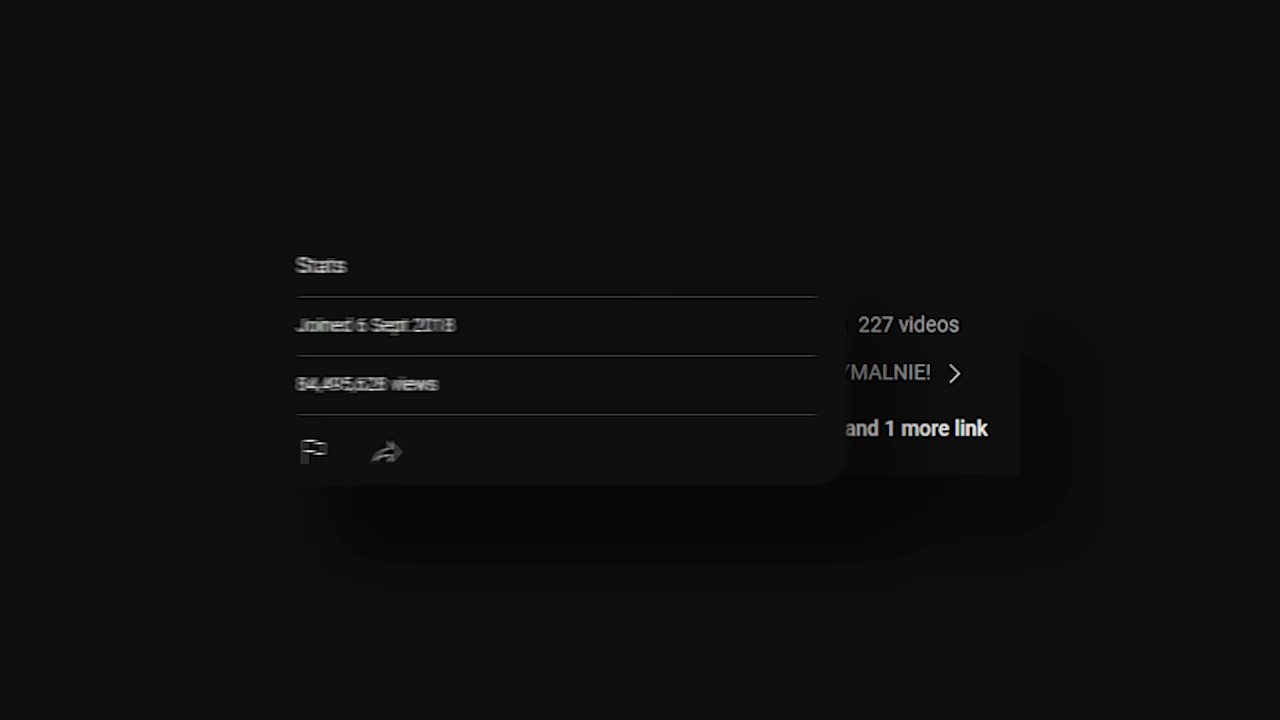 Stats
Joined 6 Sept 2018
227 videos
YMALNIE!
views
and 1 more link